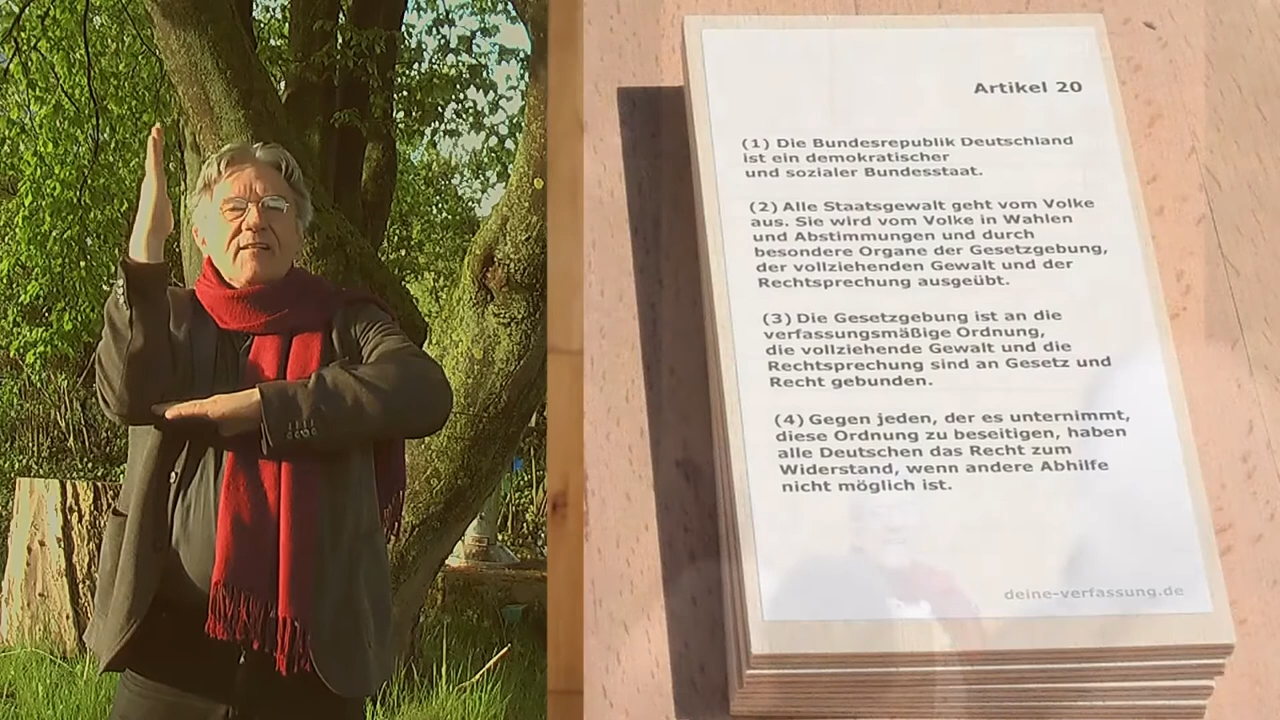 Artikel 20
(1) Die Bundesrepublik Deutschland
ist ein demokratischer
und sozialer Bundesstaat.
(2) Alle Staatsgewalt geht vom Volke
aus. Sie wird vom Volke in Wahlen
und Abstimmungen und durch
besondere Organe der Gesetzgebung,
der vollziehenden Gewalt und der
Rechtsprechung ausgeübt.
(3) Die Gesetzgebung ist an die
verfassungsmäßige Ordnung,
die vollziehende Gewalt und die
Rechtsprechung sind an Gesetz und
Recht gebunden.
(4) Gegen jeden, der es unternimmt,
diese Ordnung zu beseitigen, haben
alle Deutschen das Recht zum
Widerstand, wenn andere Abhilfe
nicht möglich ist.
deine-verfassung.de